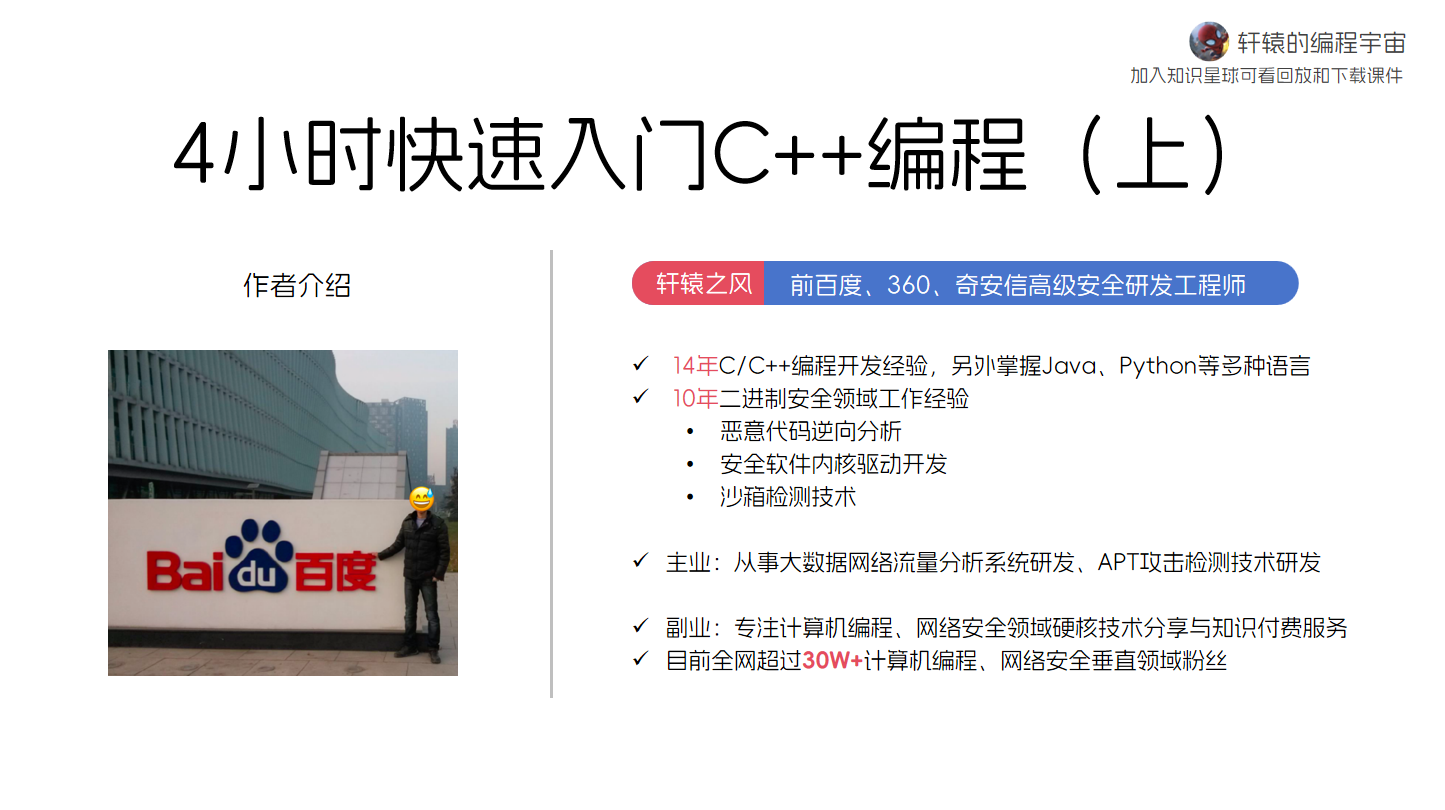 轩辕的编程宇宙
加入知识星球可看回放和下载课件
4小时快速入门C++编程（上）
作者介绍
Bai du 百度
轩辕之风 前百度、360、奇安信高级安全研发工程师
14年C/C++编程开发经验，另外掌握Java、Python等多种语言
10年二进制安全领域工作经验
恶意代码逆向分析
安全软件内核驱动开发
沙箱检测技术
主业：从事大数据网络流量分析系统研发、APT攻击检测技术研发
副业：专注计算机编程、网络安全领域硬核技术分享与知识付费服务
目前全网超过30W+计算机编程、网络安全垂直领域粉丝